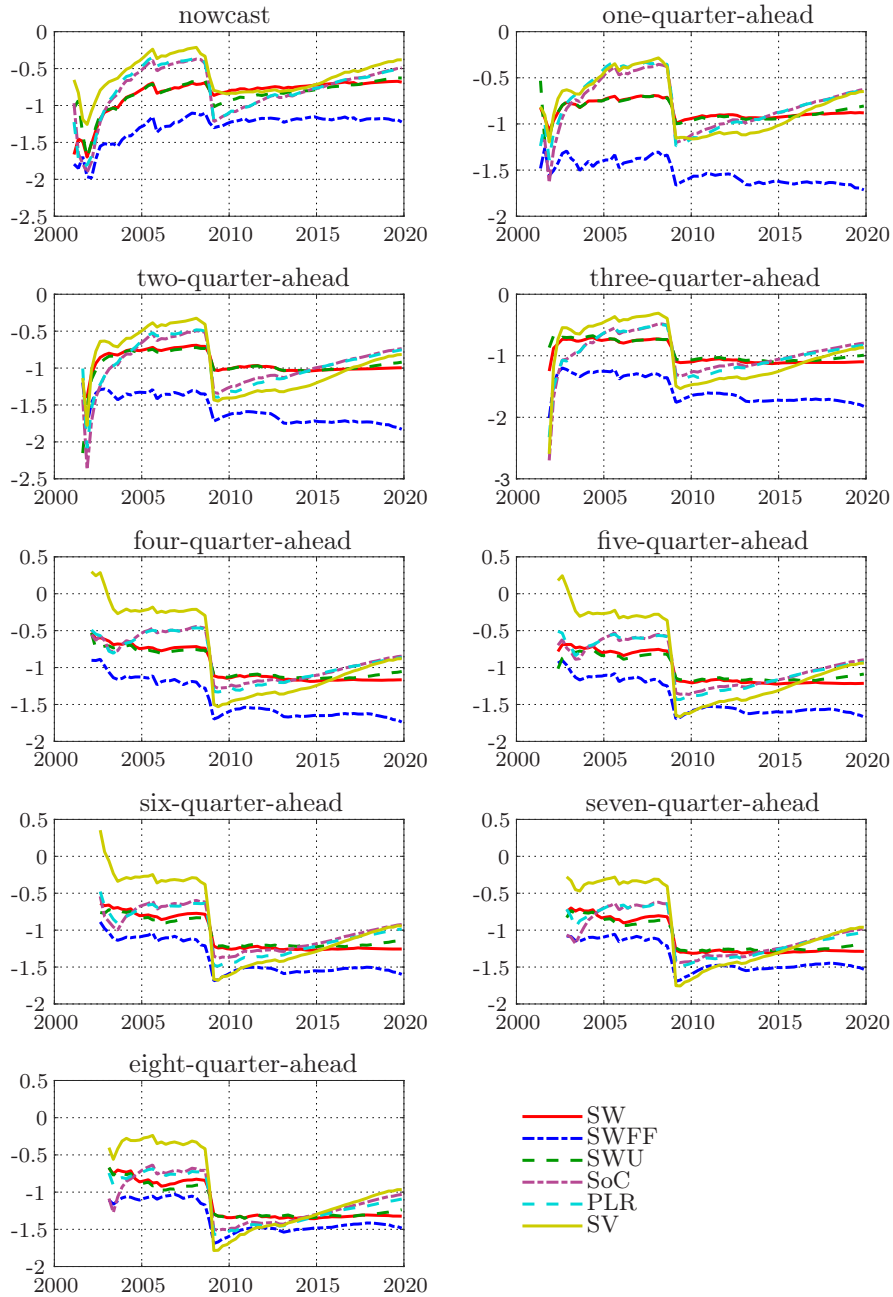 nowcast
0
-0.5
-1
-1.5
-2
-2.5
2000 2005 2010 2015 2020
one-quarter-ahead
0
-0.5
-1
-1.5
-2
2000 2005 2010 2015 2020
two-quarter-ahead
0
-0.5
-1
-1.5
-2
-2.5
2000 2005 2010 2015 2020
three-quarter-ahead
0
-1
-2
-3
2000 2005 2010 2015 2020
four-quarter-ahead
0.5
0
-0.5
-1
-1.5
-2
2000 2005 2010 2015 2020
five-quarter-ahead
0.5
0
-0.5
-1
-1.5
-2
2000 2005 2010 2015 2020
six-quarter-ahead
0.5
0
-0.5
-1
-1.5
-2
2000 2005 2010 2015 2020
seven-quarter-ahead
0.5
0
-0.5
-1
-1.5
-2
2000 2005 2010 2015 2020
eight-quarter-ahead
0.5
0
-0.5
-1
-1.5
-2
2000 2005 2010 2015 2020
SW
SWFF
SWU
SoC
PLR
SV